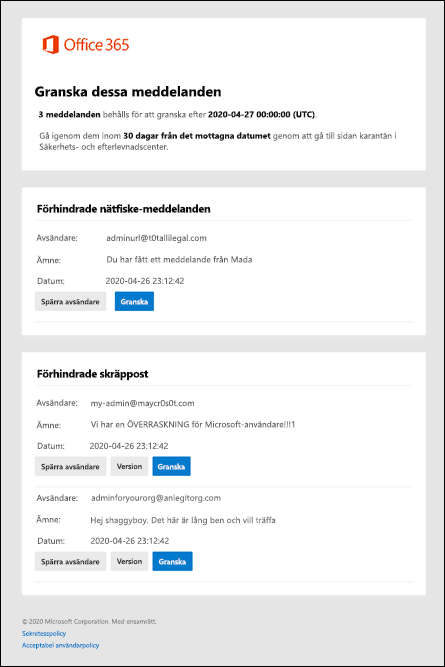 Office 365
Granska dessa meddelanden
3 meddelanden behålls för att granska efter 2020-04-27 00:00:00 (UTC).
Gå igenom dem inom 30 dagar från det mottagna datumet genom att gå till sidan karantän i
Säkerhets- och efterlevnadscenter.
Förhindrade nätfiske-meddelanden
Avsändare: adminurl@t0tallilegal.com
Ämne: Du har fått ett meddelande från Mada
Datum: 2020-04-26 23:12:42
Spärra avsändare Granska
Förhindrade skräppost
Avsändare: my-admin@maycr0s0t.com
Ämne: Vi har en ÖVERRASKNING för Microsoft-användare!!!1
Datum: 2020-04-26 23:12:42
Spärra avsändare Version Granska
Avsändare: adminforyourorg@anlegitorg.com
Ämne: Hej shaggyboy. Det här är lång ben och vill träffa
Datum: 2020-04-26 23:12:42
Spärra avsändare Version Granska
© 2020 Microsoft Corporation. Med ensamrätt.
Sekretesspolicy
Acceptabel användarpolicy